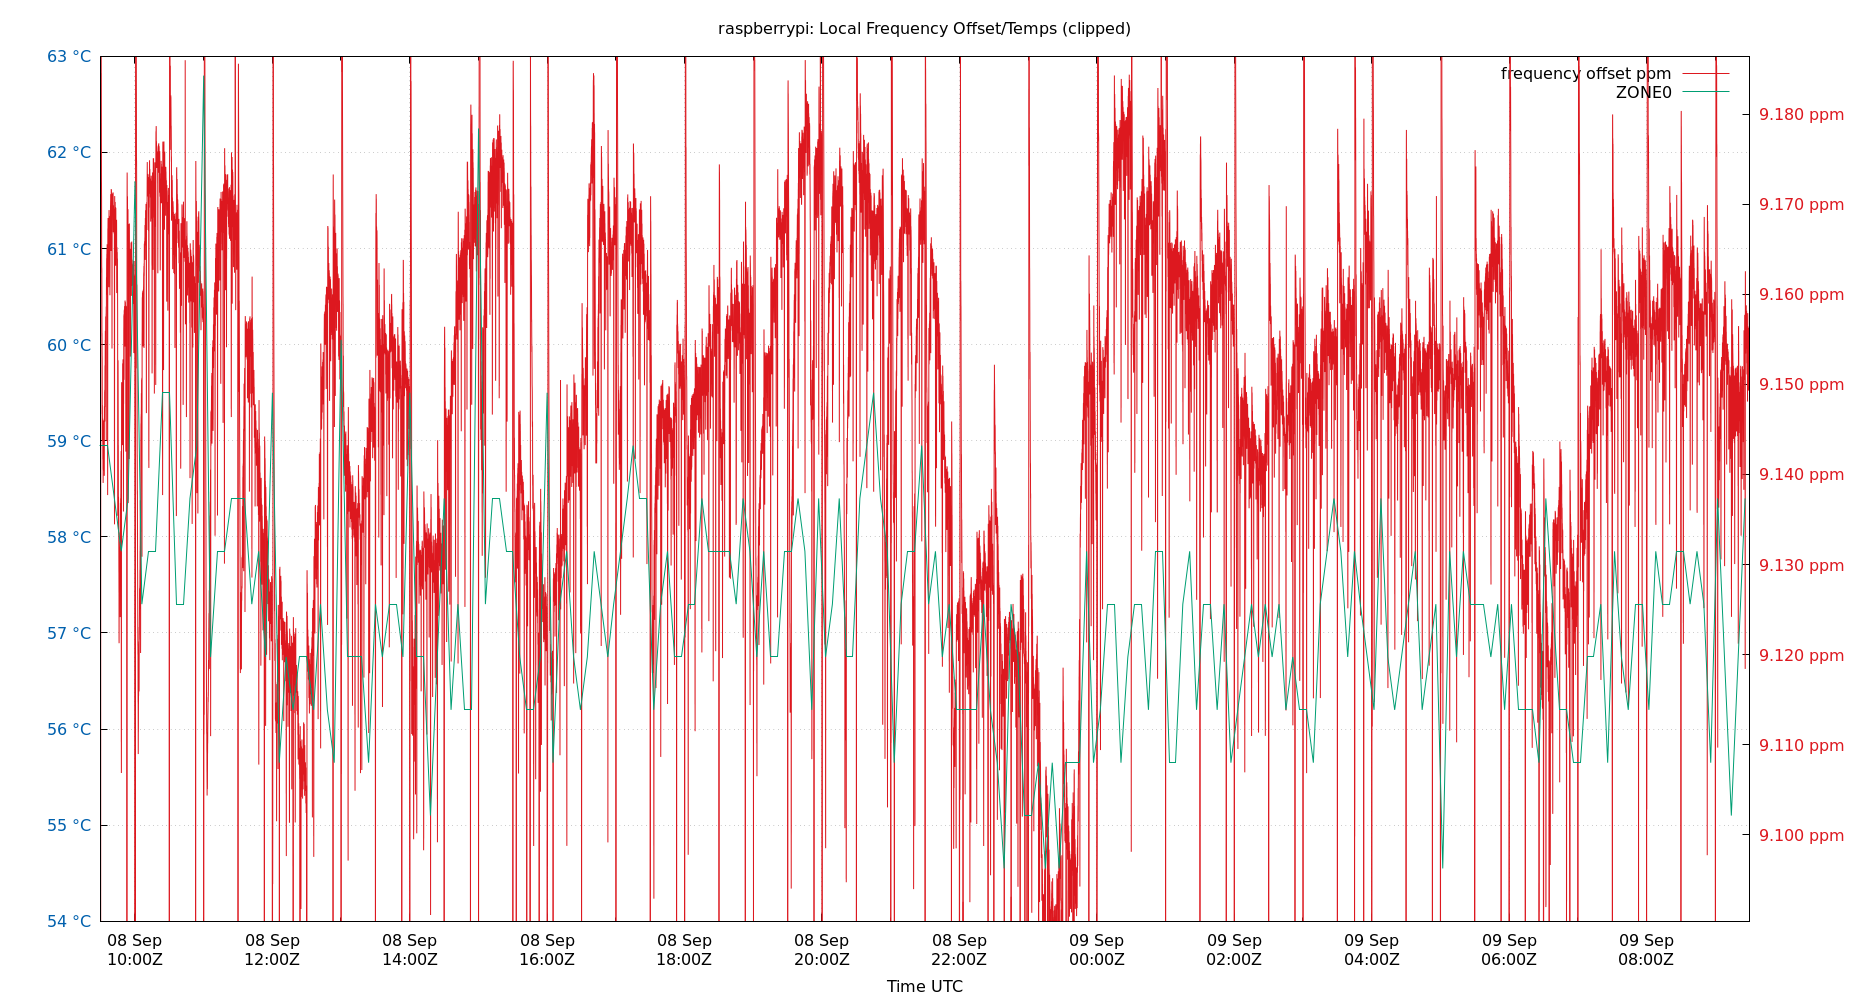 raspberrypi: Local Frequency Offset/Temps (clipped)
63 °C
62 °C
61 °C
60 °C
59 °C
58 °C
57 °C
56 °C
55 °C
54 °C
frequency offset ppm
ZONE0
9.180 ppm
9.170 ppm
9.160 ppm
9.150 ppm
9.140 ppm
9.130 ppm
9.120 ppm
9.110 ppm
9.100 ppm
08 Sep 08 Sep 08 Sep 08 Sep 08 Sep 08 Sep 08 Sep 09 Sep 09 Sep 09 Sep 09 Sep 09 Sep
10:00Z 12:00Z 14:00Z 16:00Z 18:00Z 20:00Z 22:00Z 00:00Z 02:00Z 04:00Z 06:00Z 08:00Z
Time UTC